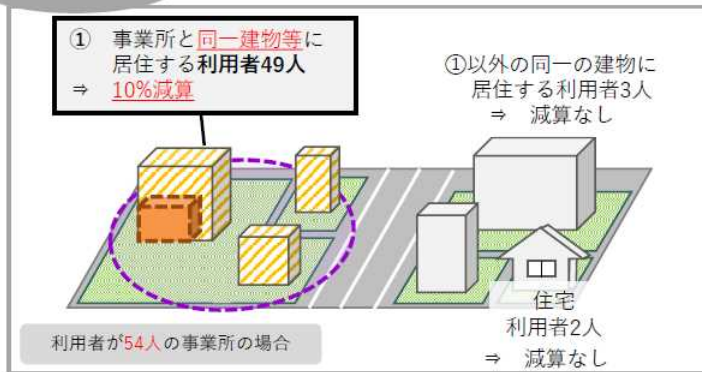 ① 事業所と同一建物等に
居住する利用者49人
⇒ 10%減算
①以外の同一の建物に
居住する利用者3人
⇒ 減算なし
住宅
利用者2人
⇒ 減算なし
利用者が54人の事業所の場合